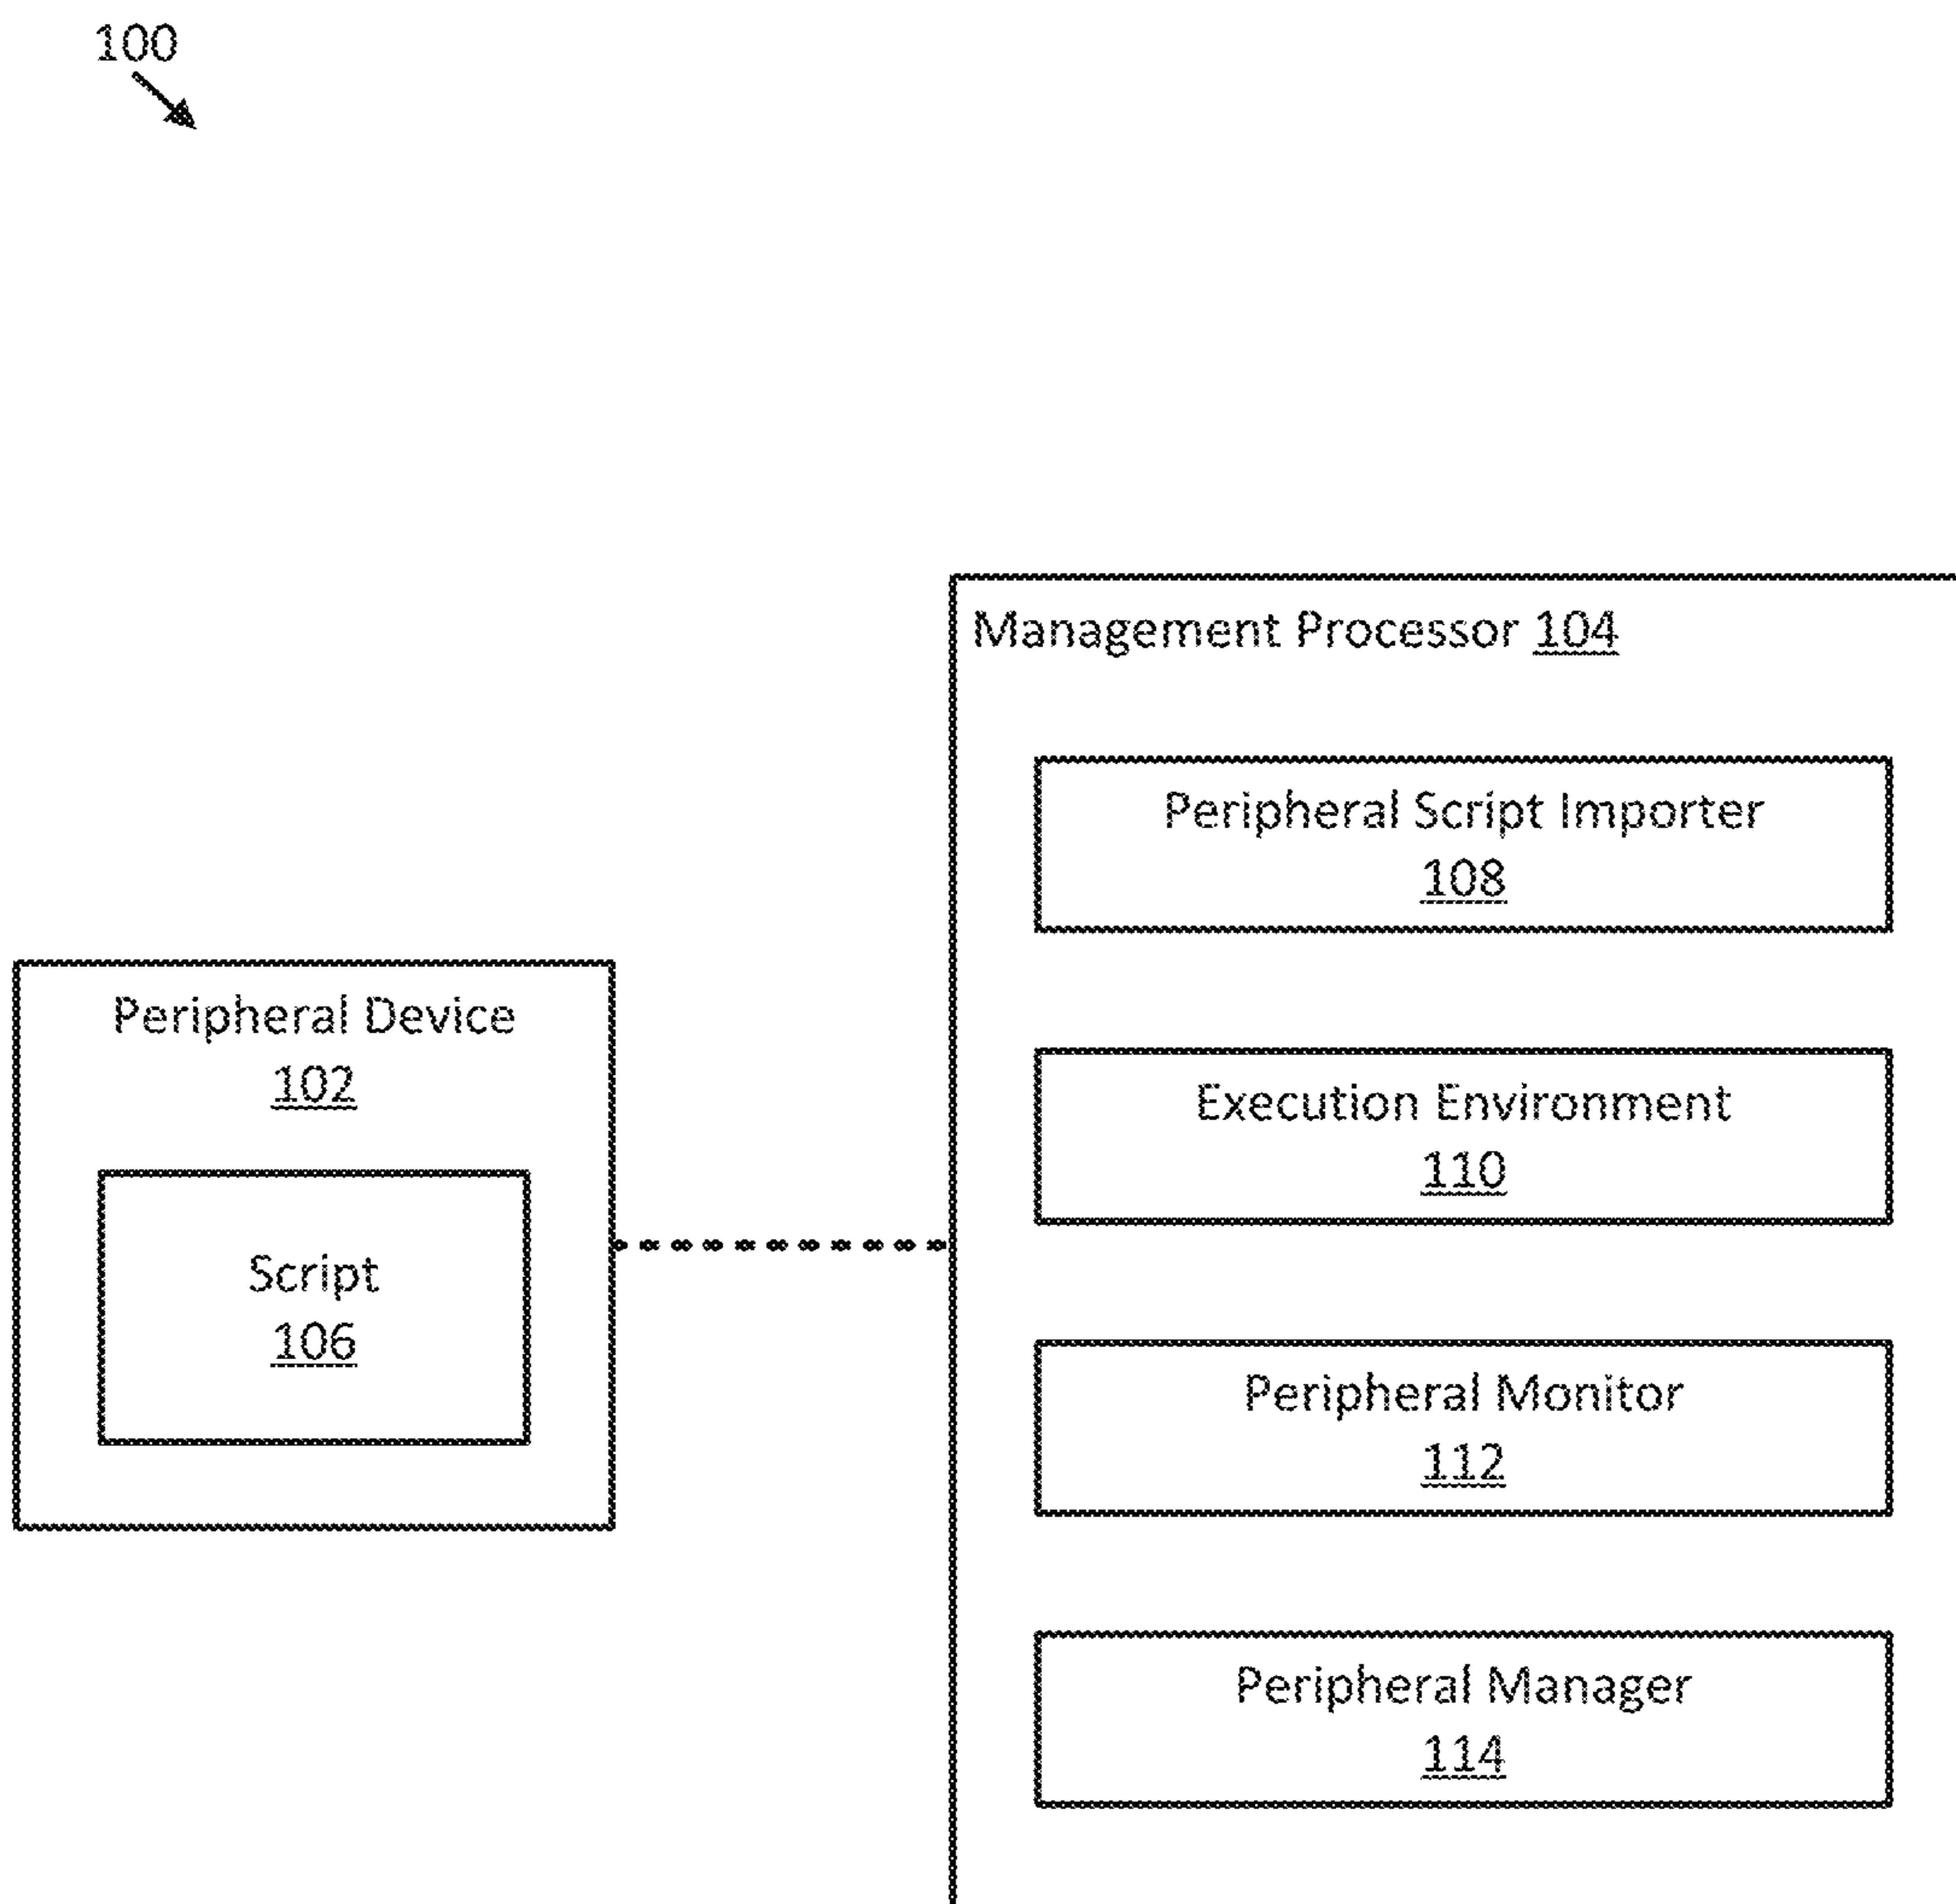 100
Management Processor 104
Peripheral Script Importer
108
Peripheral Device
102
Execution Environment
110
Script
106
Peripheral Monitor
112
Peripheral Manager
114